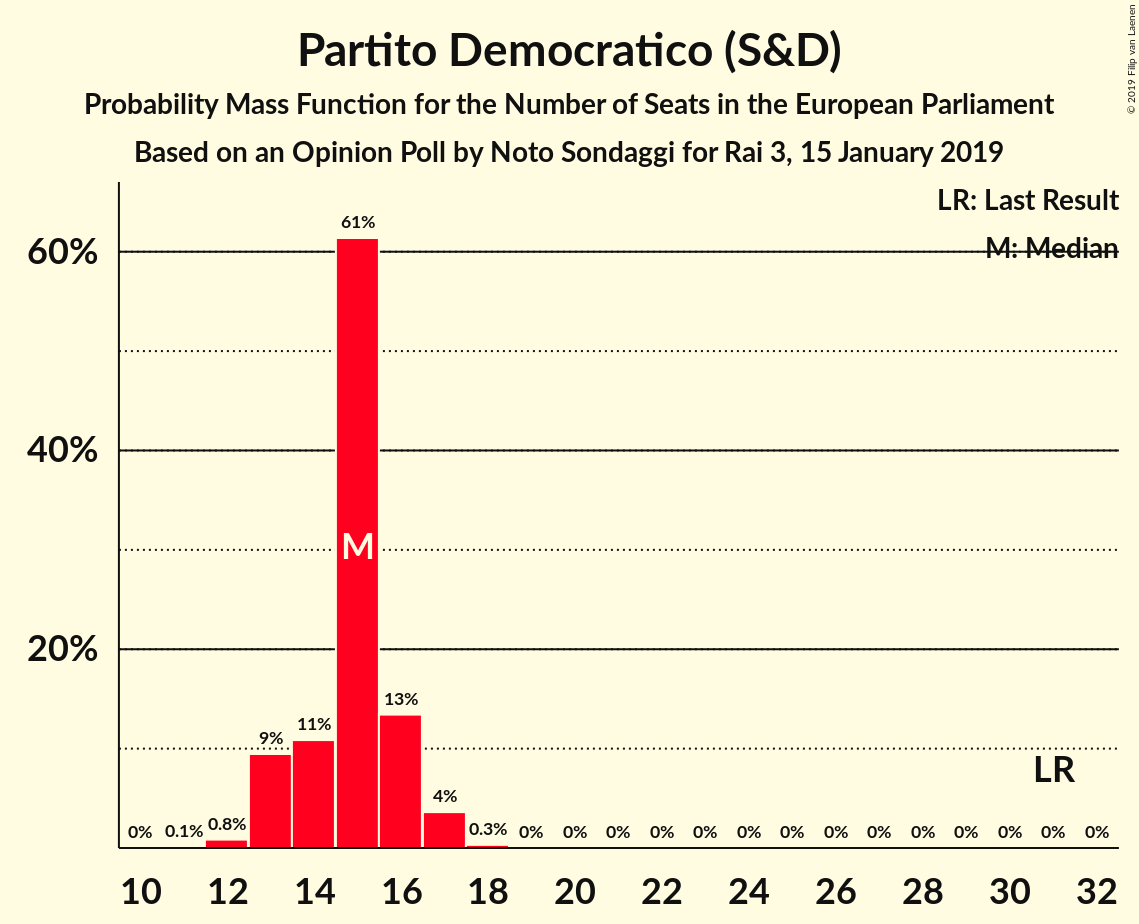 Partito Democratico (S&D)
Probability Mass Function for the Number of Seats in the European Parliament
Based on an Opinion Poll by Noto Sondaggi for Rai 3, 15 January 2019
© 2019 Filip van Laenen
LR: Last Result
M: Median
60%
40%
20%
0% 0.1% 0.8% 9% 11% 61% 13% 4% 0.3% 0% 0% 0% 0% 0% 0% 0% 0% 0% 0% 0% 0% 0% 0%
M
LR
10 12 14 16 18 20 22 24 26 28 30 32